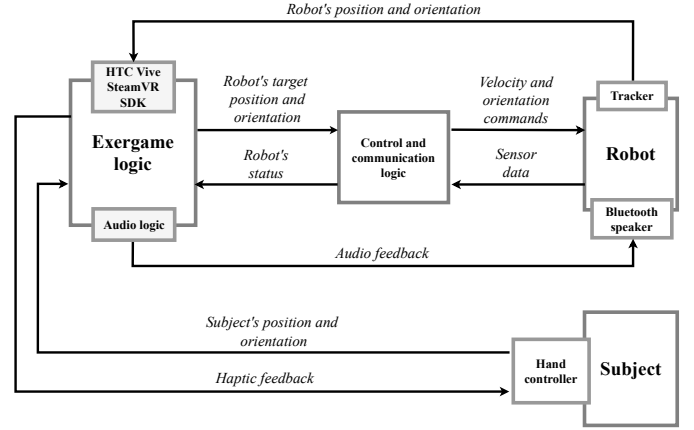 Robot's position and orientation
HTC Vive
SteamVR
SDK
Exergame
logic
Audio logic
Robot's target
position and
orientation
Robot's
status
Control and
communication
logic
Velocity and
orientation
commands
Sensor
data
Tracker
Robot
Bluetooth
speaker
Audio feedback
Subject's position and
orientation
Haptic feedback
Hand
controller
Subject